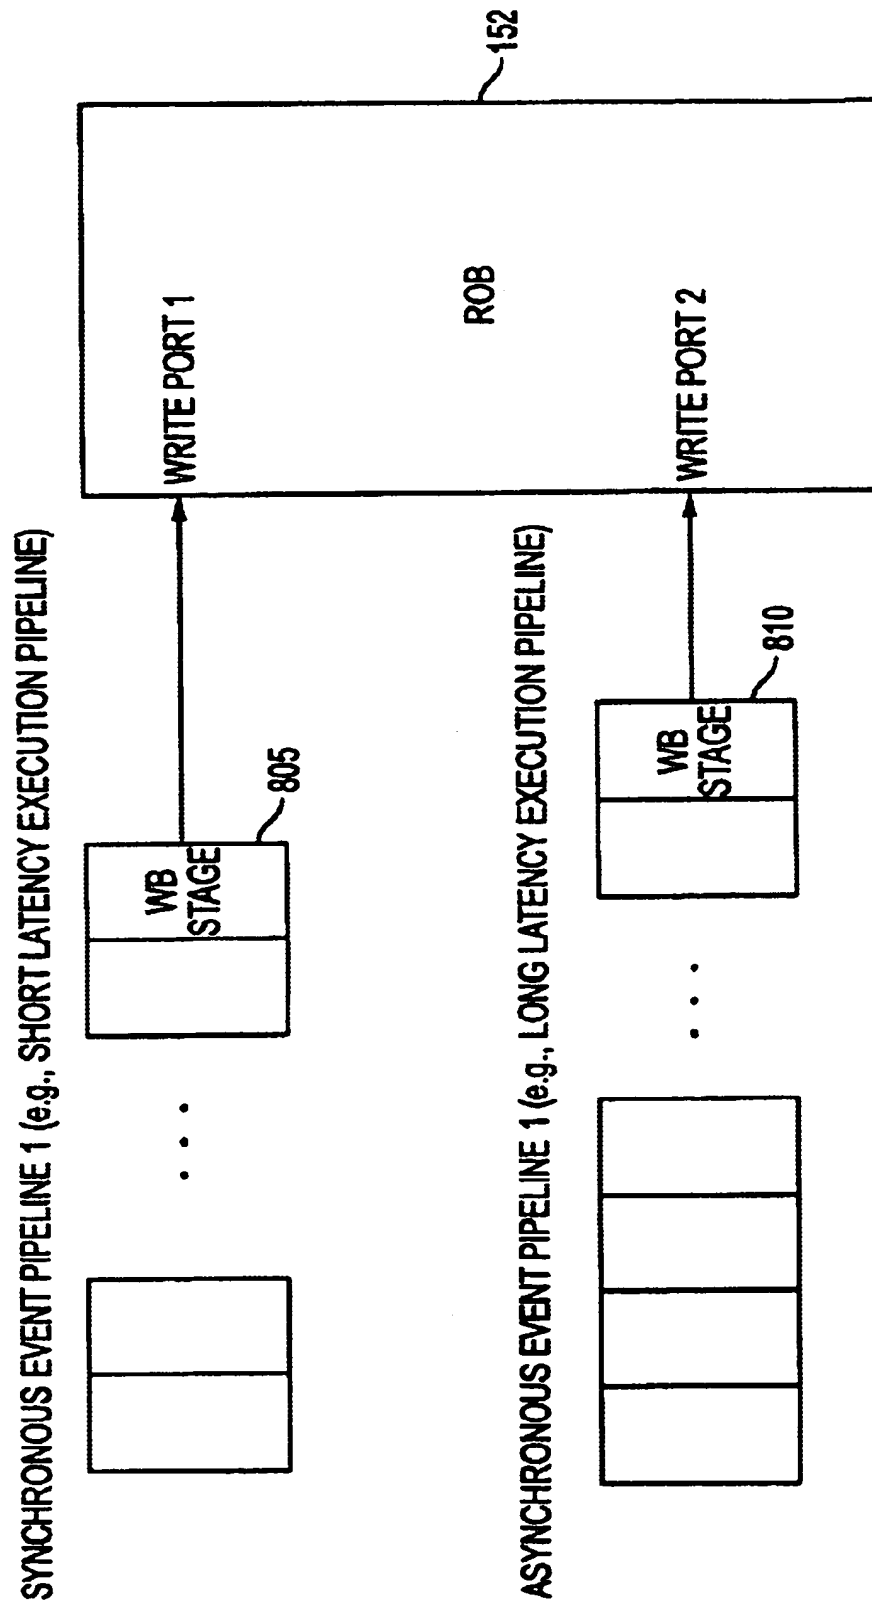 SYNCHRONOUS EVENT PIPELINE 1 (e.g., SHORT LATENCY EXECUTION PIPELINE)
WB
STAGE
805
WRITE PORT 1
152
ROB
ASYNCHRONOUS EVENT PIPELINE 1 (e.g., LONG LATENCY EXECUTION PIPELINE)
WB
STAGE
810
WRITE PORT 2